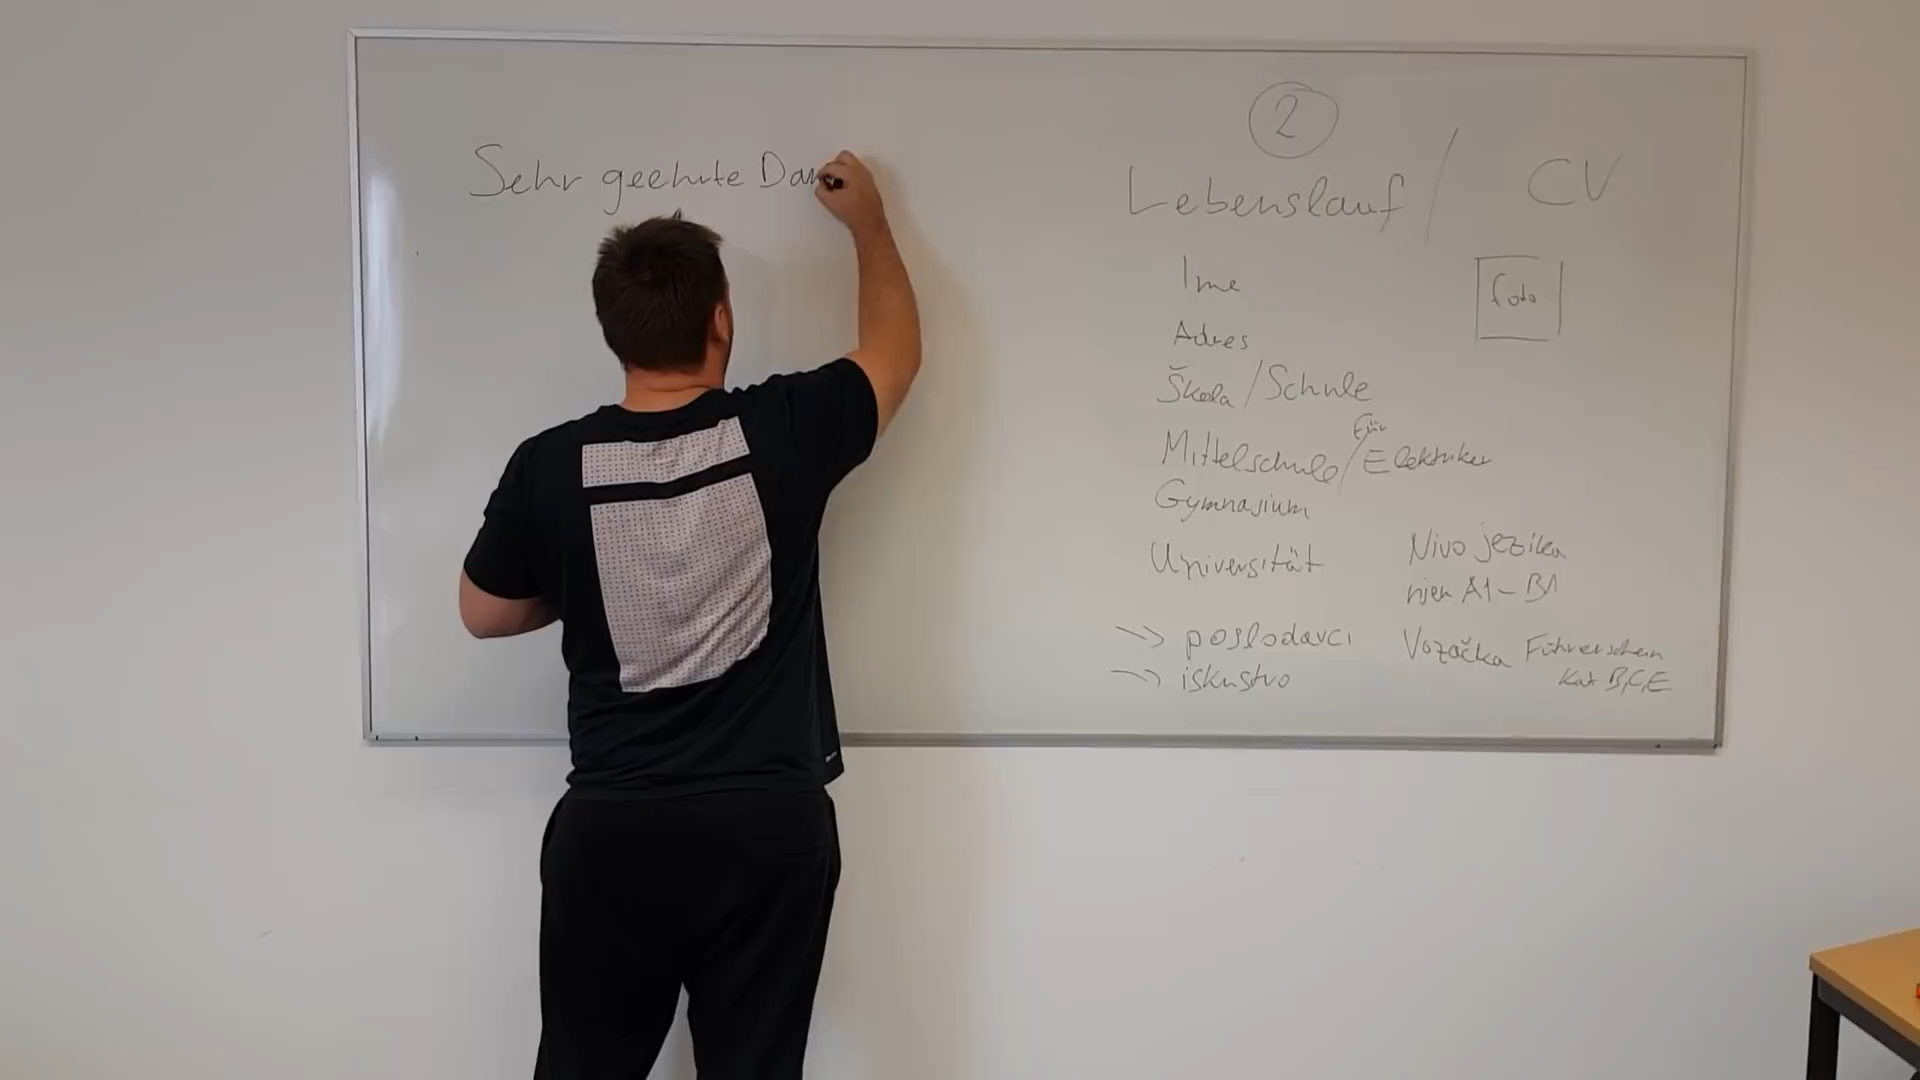 Sehr geehrte Dam
2
Lebenslauf / CV
Ime
foto
Adres
Škola / Schule
Mittelschule / für Elektriker
Gymnasium
Universität
Nivo jezika
njem A1 - B1
→ poslodavci
→ iskustvo
Vozačka Führerschein
Kat B,C,E